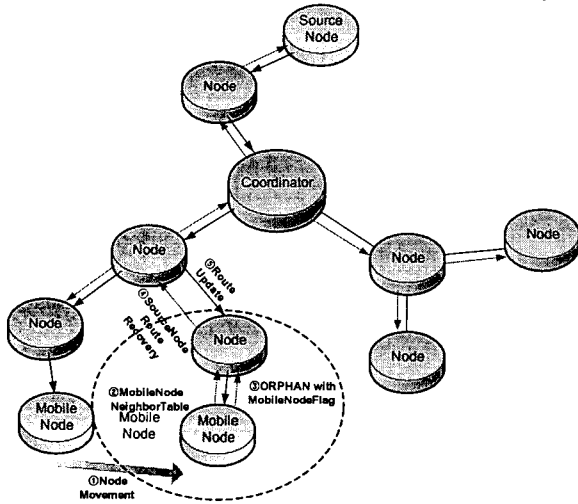 Source
Node
Node
Coordinator
Node
Node
Node
⑤Route
Update
④SourceNode
Route
Recovery
Node
Node
Node
②MobileNode
NeighborTable
Mobile
Node
③ORPHAN with
MobileNodeFlag
Mobile
Node
Mobile
Node
①Node
Movement